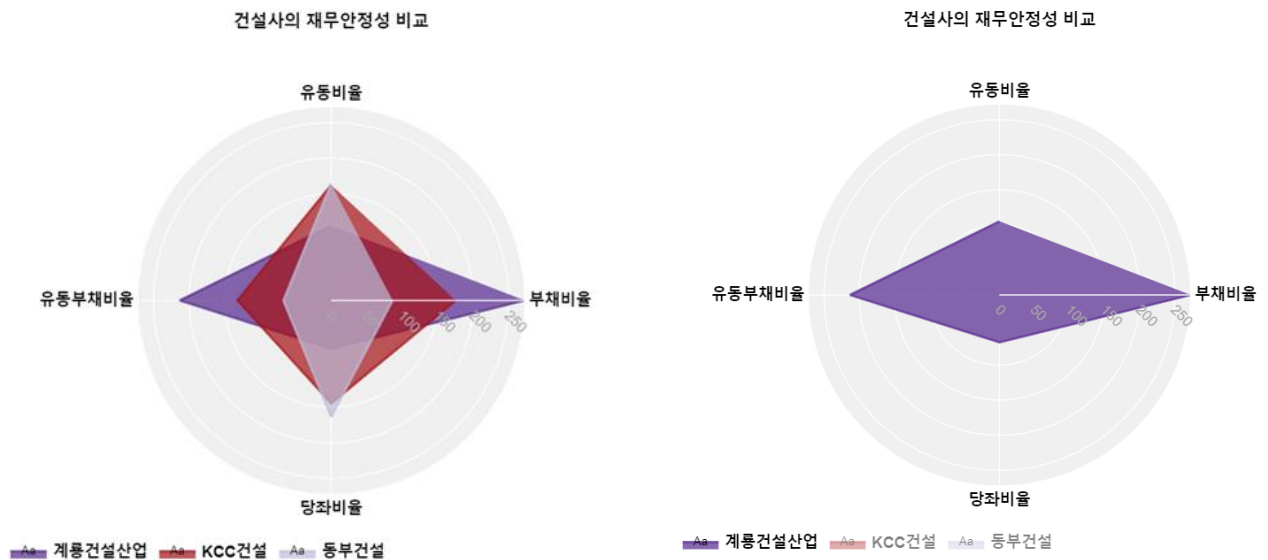 건설사의 재무안정성 비교
유동비율
유동부채비율
부채비율
0 50 100 150 200 250
당좌비율
Aa 계룡건설산업 Aa KCC건설 Aa 동부건설
건설사의 재무안정성 비교
유동비율
유동부채비율
부채비율
0 50 100 150 200 250
당좌비율
Aa 계룡건설산업 Aa KCC건설 Aa 동부건설